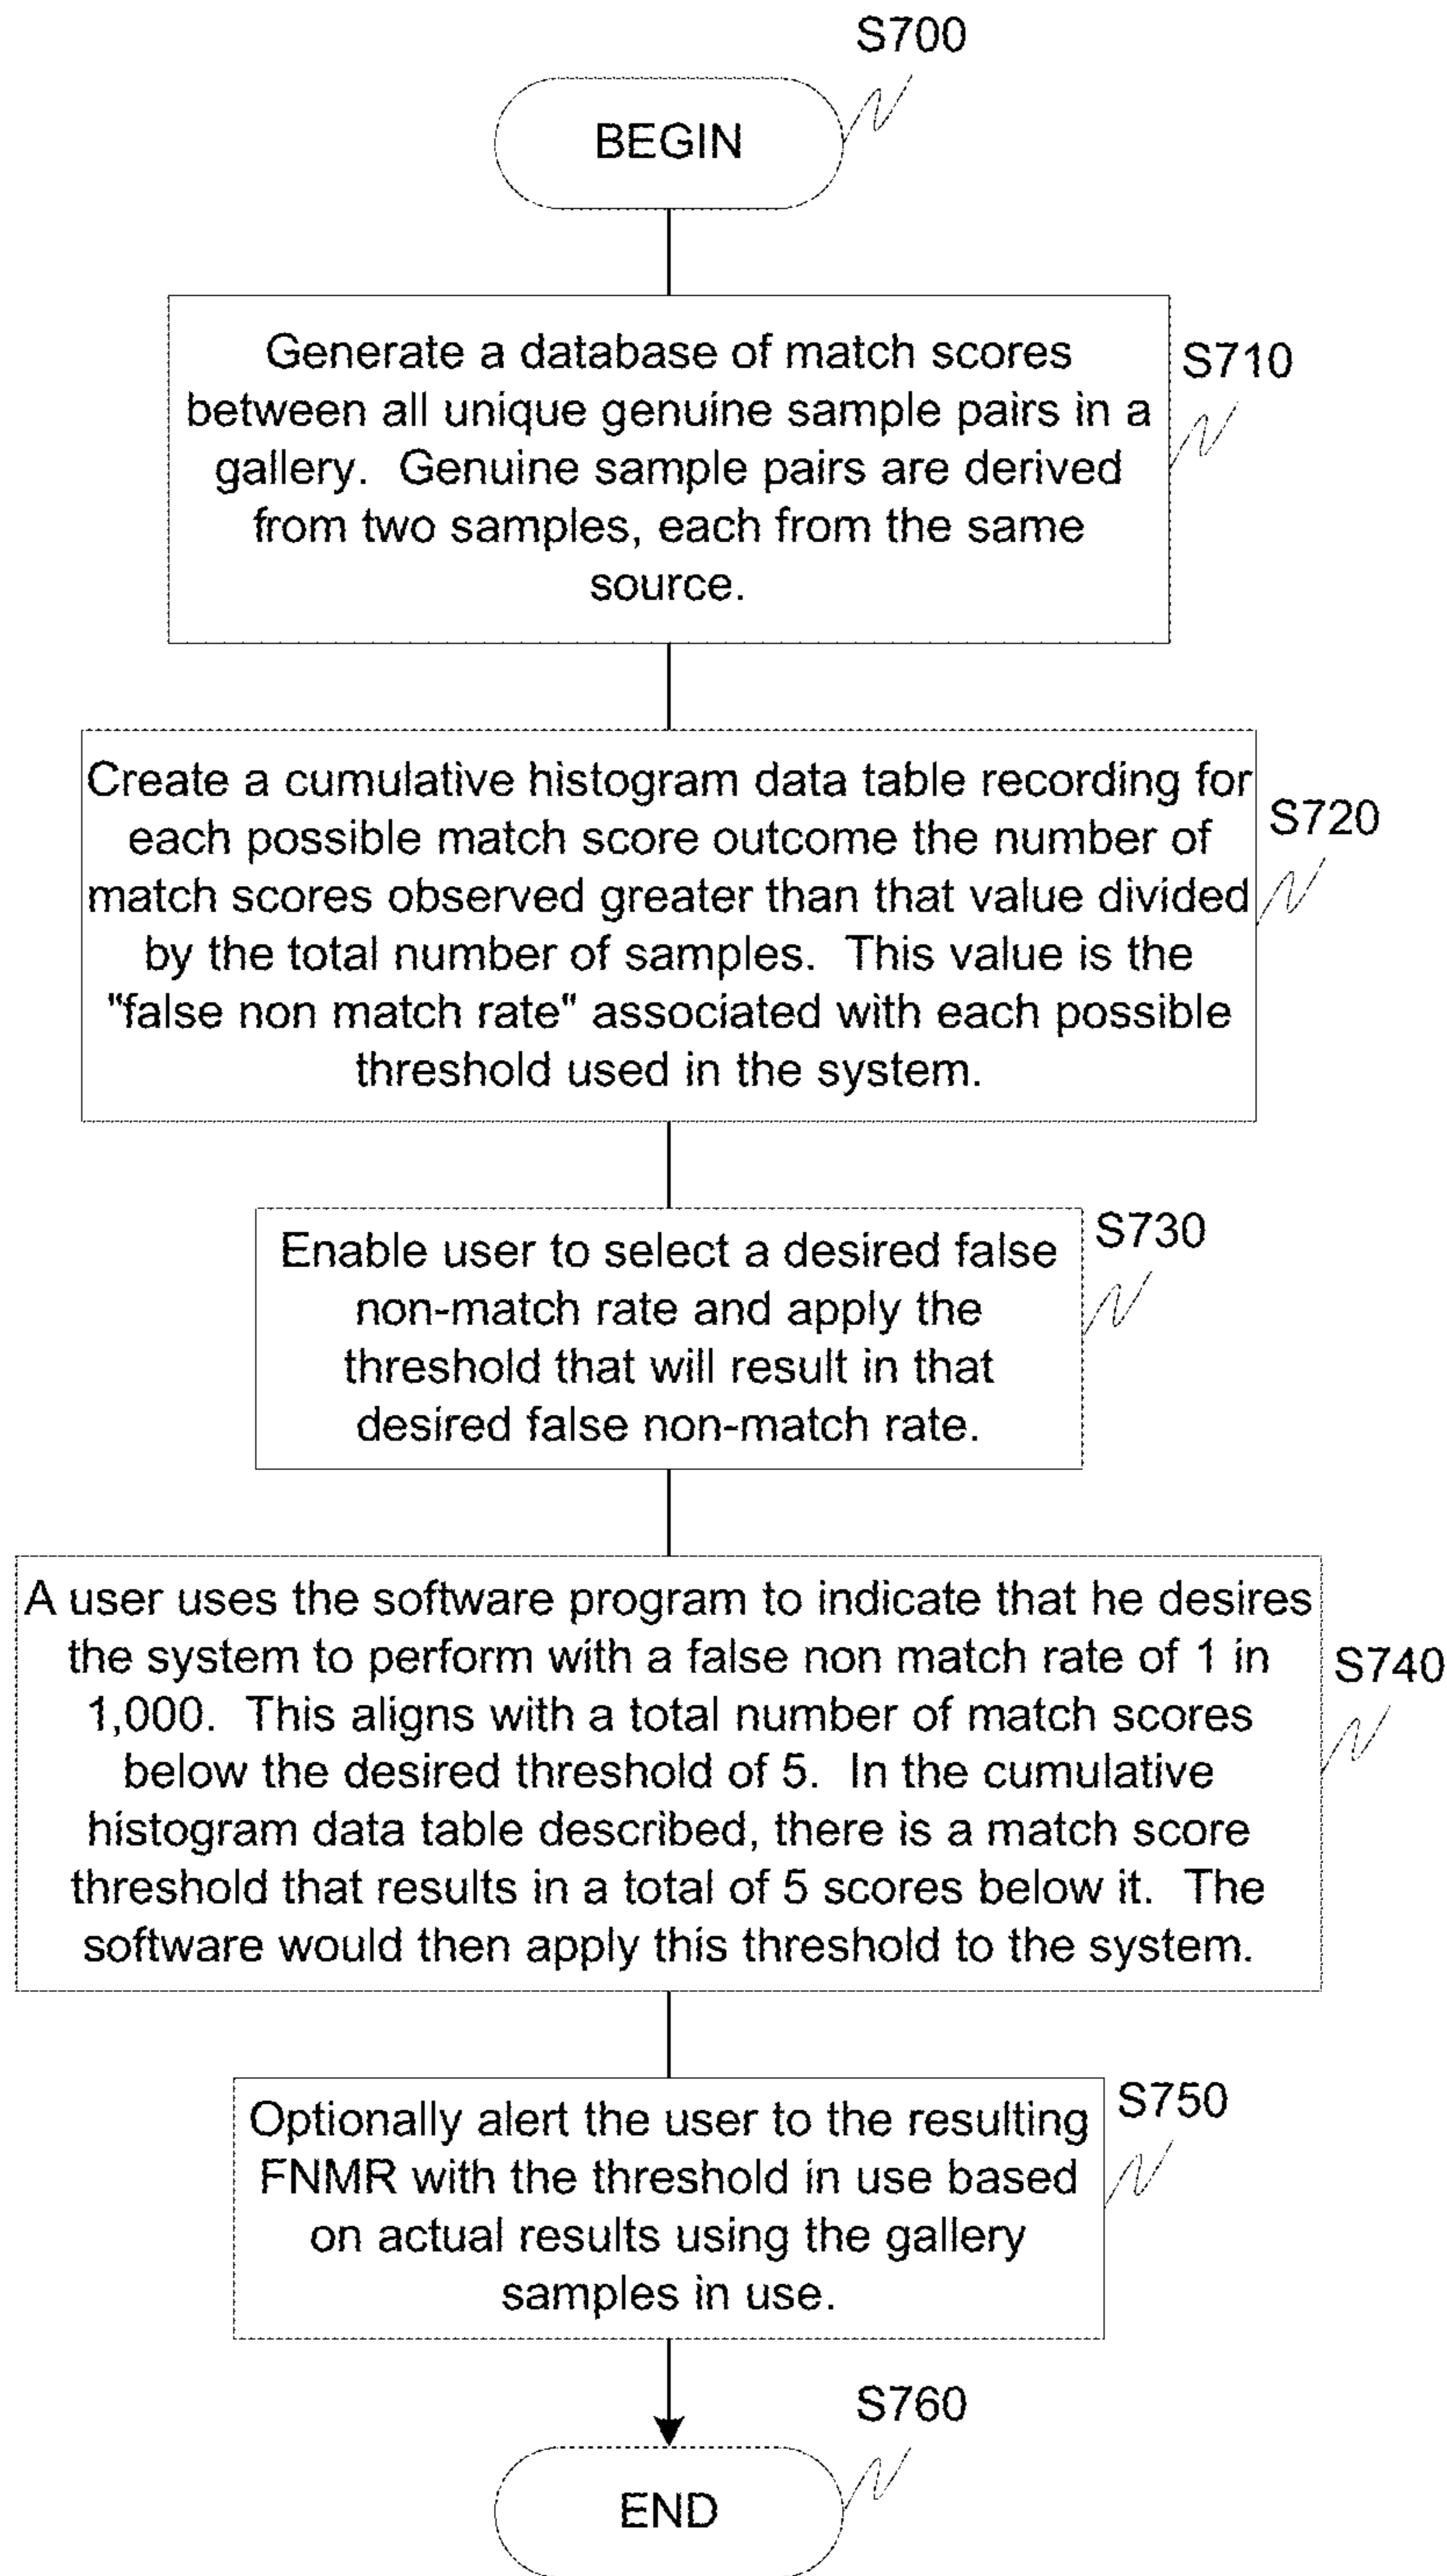 S700
BEGIN
Generate a database of match scores
between all unique genuine sample pairs in a
gallery.  Genuine sample pairs are derived
from two samples, each from the same
source.
S710
Create a cumulative histogram data table recording for
each possible match score outcome the number of
match scores observed greater than that value divided
by the total number of samples.  This value is the
"false non match rate" associated with each possible
threshold used in the system.
S720
Enable user to select a desired false
non-match rate and apply the
threshold that will result in that
desired false non-match rate.
S730
A user uses the software program to indicate that he desires
the system to perform with a false non match rate of 1 in
1,000.  This aligns with a total number of match scores
below the desired threshold of 5.  In the cumulative
histogram data table described, there is a match score
threshold that results in a total of 5 scores below it.  The
software would then apply this threshold to the system.
S740
Optionally alert the user to the resulting
FNMR with the threshold in use based
on actual results using the gallery
samples in use.
S750
S760
END